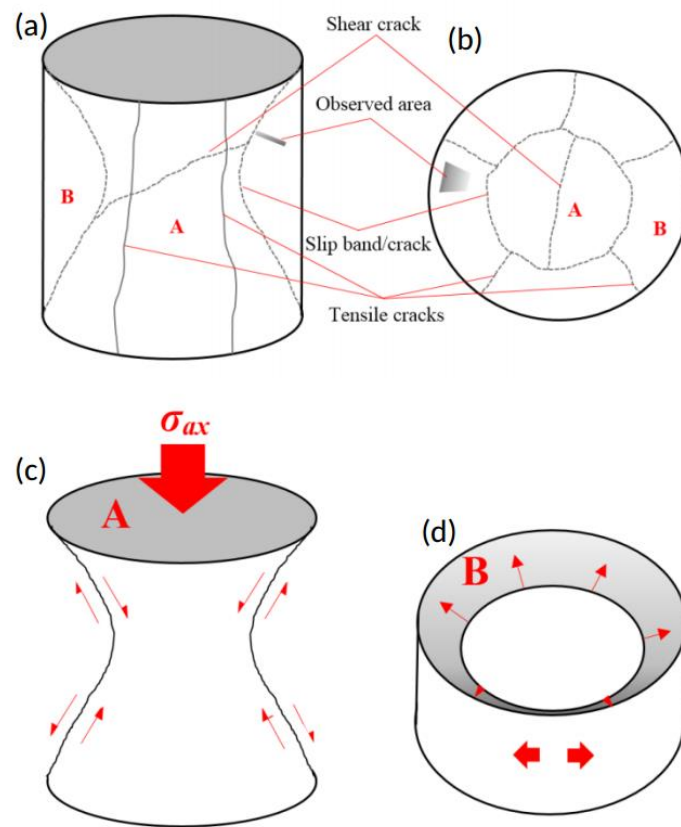 (a)
Shear crack
(b)
Observed area
B
A
A
B
Slip band/crack
Tensile cracks
(c)
σax
A
(d)
B